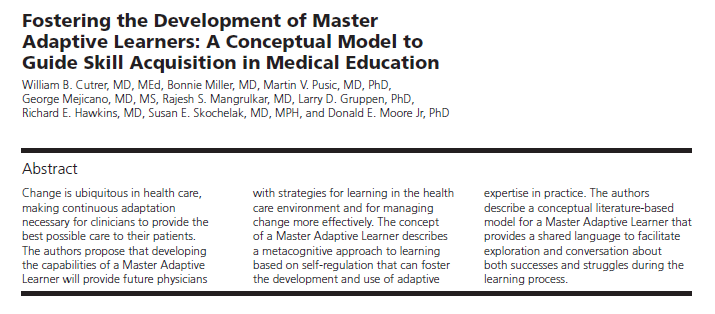 Fostering the Development of Master
Adaptive Learners: A Conceptual Model to
Guide Skill Acquisition in Medical Education
William B. Cutrer, MD, MEd, Bonnie Miller, MD, Martin V. Pusic, MD, PhD,
George Mejicano, MD, MS, Rajesh S. Mangrulkar, MD, Larry D. Gruppen, PhD,
Richard E. Hawkins, MD, Susan E. Skochelak, MD, MPH, and Donald E. Moore Jr, PhD
Abstract
Change is ubiquitous in health care,
making continuous adaptation
necessary for clinicians to provide the
best possible care to their patients.
The authors propose that developing
the capabilities of a Master Adaptive
Learner will provide future physicians
with strategies for learning in the health
care environment and for managing
change more effectively. The concept
of a Master Adaptive Learner describes
a metacognitive approach to learning
based on self-regulation that can foster
the development and use of adaptive
expertise in practice. The authors
describe a conceptual literature-based
model for a Master Adaptive Learner that
provides a shared language to facilitate
exploration and conversation about
both successes and struggles during the
learning process.